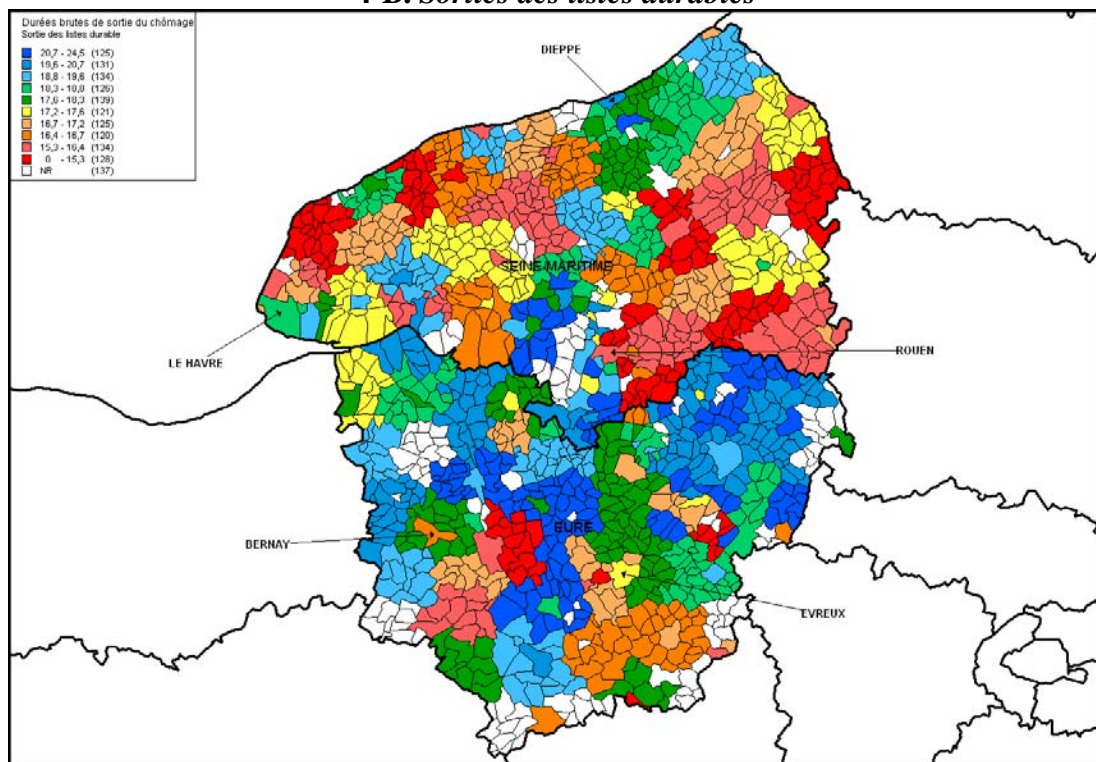 Sorties des listes durables
Durées brutes de sortie du chômage
Sortie des listes durable
20,7 - 24,5 (125)
19,6 - 20,7 (131)
18,8 - 19,6 (134)
18,3 - 18,8 (126)
17,6 - 18,3 (139)
17,2 - 17,6 (121)
16,7 - 17,2 (125)
16,4 - 16,7 (120)
15,3 - 16,4 (134)
0 - 15,3 (128)
NR (137)
DIEPPE
SEINE-MARITIME
LE HAVRE
ROUEN
EURE
BERNAY
EVREUX